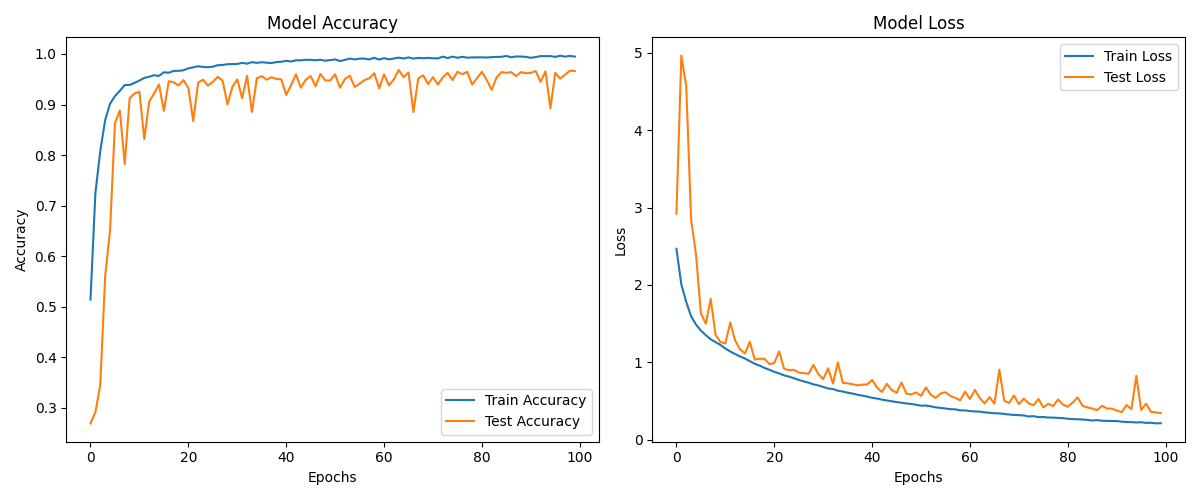 Model Accuracy
1.0
0.9
0.8
0.7
0.6
0.5
0.4
0.3
Accuracy
0 20 40 60 80 100
Epochs
Train Accuracy
Test Accuracy
Model Loss
5
4
3
2
1
0
Loss
0 20 40 60 80 100
Epochs
Train Loss
Test Loss